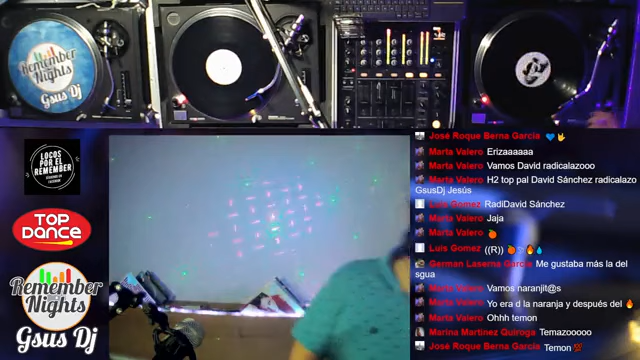 Remember
Nights
Gsus Dj
José Roque Berna Garcia 💙🤟
Marta Valero Erizaaaaaa
Marta Valero Vamos David radicalazooo
Marta Valero H2 top pal David Sánchez radicalazo
GsusDj Jesús
Luis Gomez RadiDavid Sánchez
Marta Valero Jaja
Marta Valero 🍊
Luis Gomez ((R))
German Laserna Me gustaba más la del
sgua
Marta Valero Vamos naranjit@s
Marta Valero Yo era d la naranja y después del 🔥
Marta Valero Ohhh temon
Marina Martinez Quiroga Temazooooo
José Roque Berna Garcia Temon 💯
LOCOS
POR EL
REMEMBER
TOP
DANCE
Remember
Nights
Gsus Dj